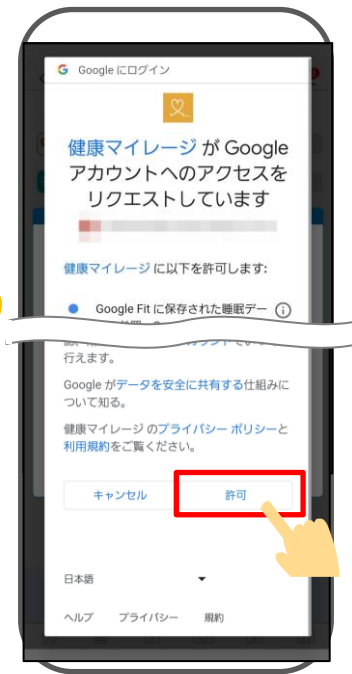 G Google にログイン
健康マイレージ が Google
アカウントへのアクセスを
リクエストしています
健康マイレージ に以下を許可します:
Google Fit に保存された睡眠デー
行えます。
Google がデータを安全に共有する仕組みに
ついて知る。
健康マイレージ のプライバシー ポリシーと
利用規約をご覧ください。
キャンセル
許可
日本語
ヘルプ プライバシー 規約